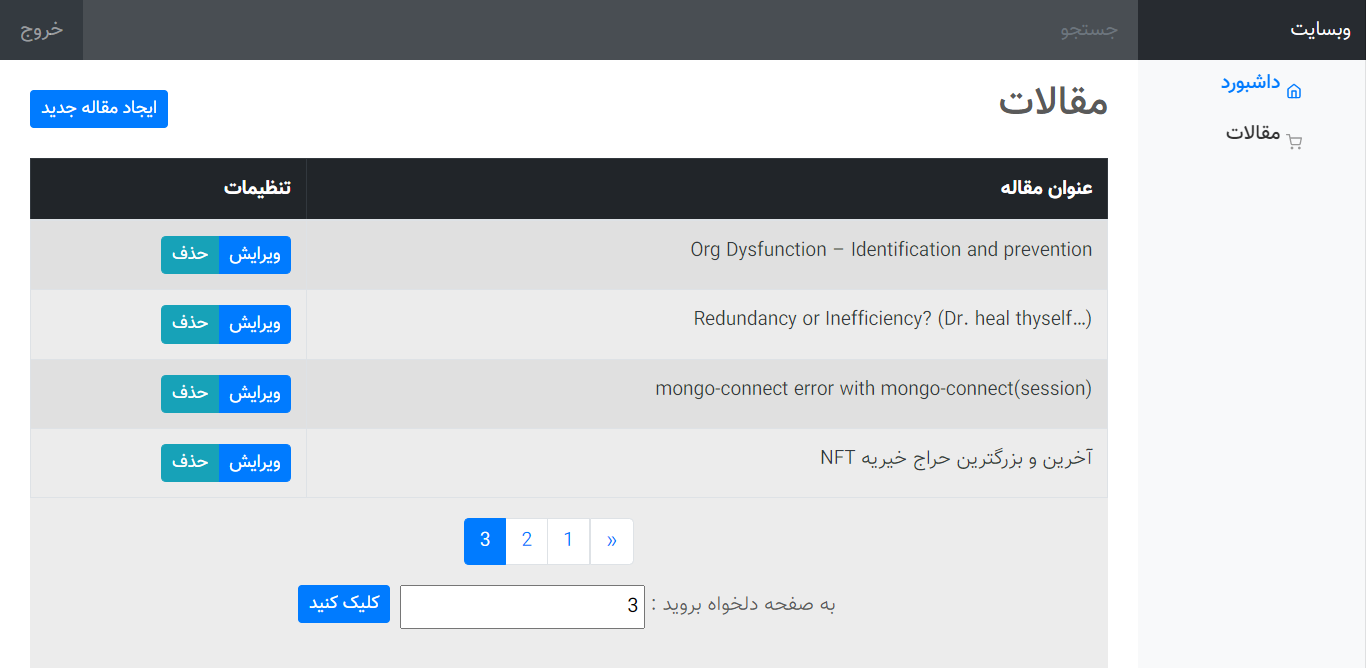 وبسایت
جستجو
خروج
داشبورد
مقالات
مقالات
ایجاد مقاله جدید
عنوان مقاله
تنظیمات
Org Dysfunction – Identification and prevention
ویرایش حذف
Redundancy or Inefficiency? (Dr. heal thyself…)
ویرایش حذف
mongo-connect error with mongo-connect(session)
ویرایش حذف
آخرین و بزرگترین حراج خیریه NFT
ویرایش حذف
« 1 2 3
به صفحه دلخواه بروید : 3 کلیک کنید